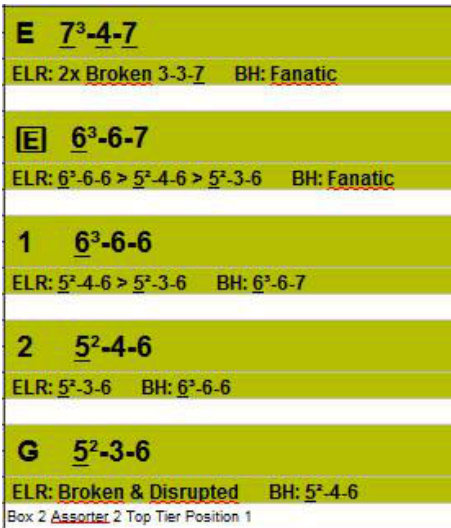 E 7³-4-7
ELR: 2x Broken 3-3-7 BH: Fanatic
[E] 6³-6-7
ELR: 6³-6-6 > 5²-4-6 > 5²-3-6 BH: Fanatic
1 6³-6-6
ELR: 5²-4-6 > 5²-3-6 BH: 6³-6-7
2 5²-4-6
ELR: 5²-3-6 BH: 6³-6-6
G 5²-3-6
ELR: Broken & Disrupted BH: 5²-4-6
Box 2 Assorter 2 Top Tier Position 1